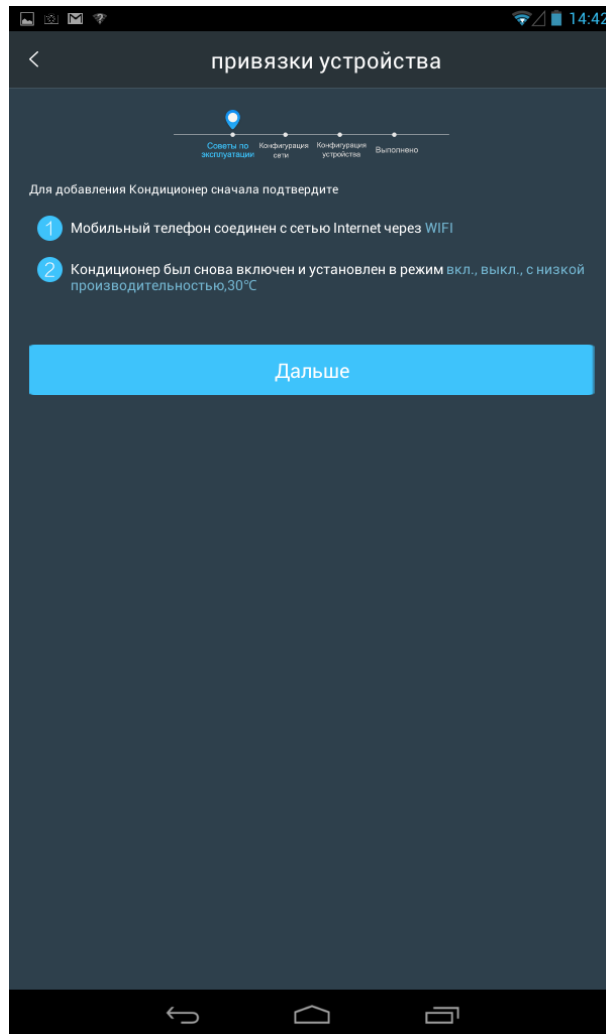 14:42
привязки устройства
Советы по эксплуатации
Конфигурация сети
Конфигурация устройства
Выполнено
Для добавления Кондиционер сначала подтвердите
1 Мобильный телефон соединен с сетью Internet через WIFI
2 Кондиционер был снова включен и установлен в режим вкл., выкл., с низкой
производительностью,30℃
Дальше